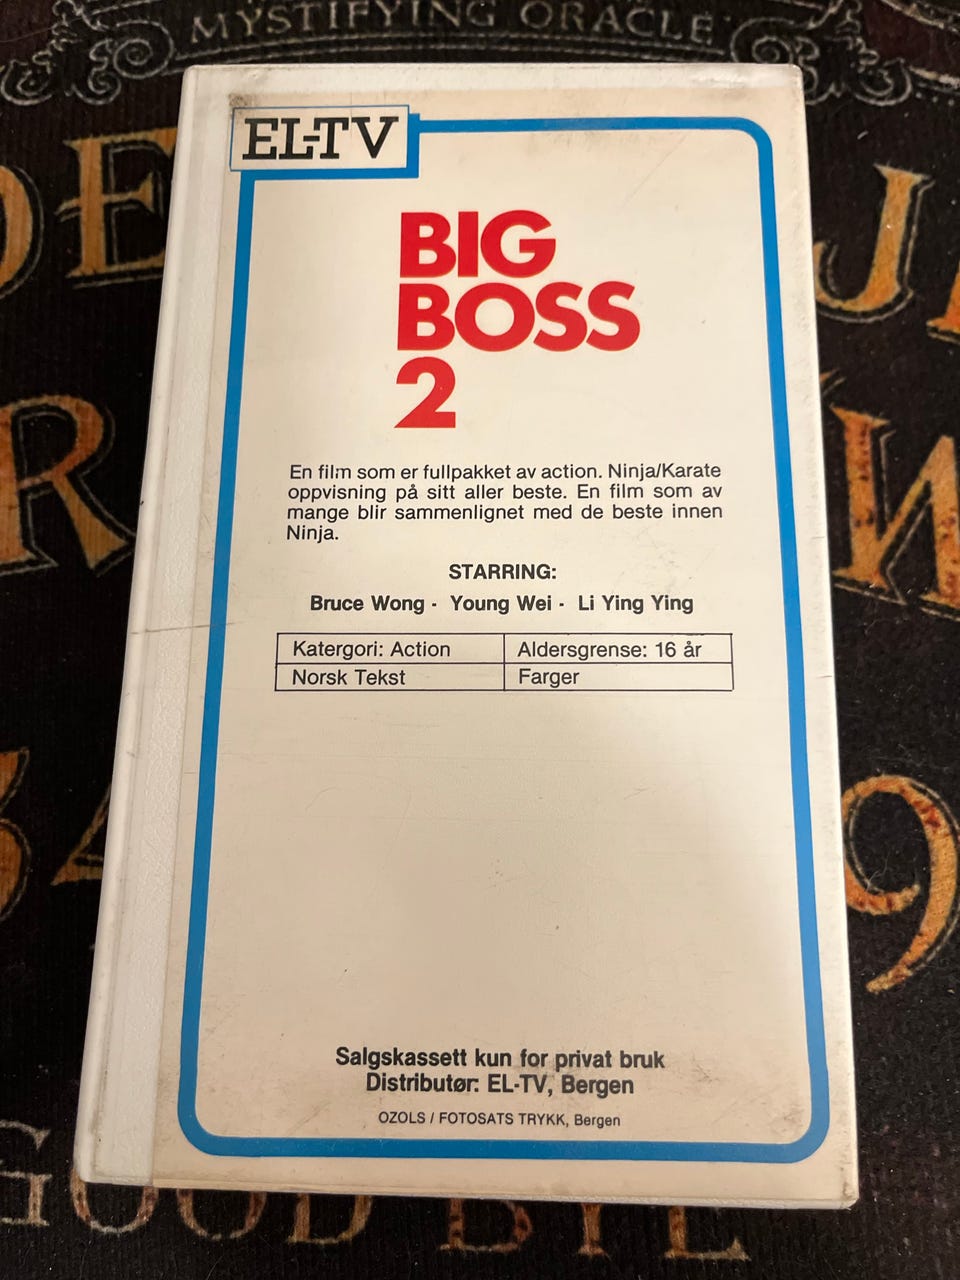 MYSTIFYING ORACLE
EL-TV
BIG
BOSS
2
En film som er fullpakket av action. Ninja/Karate
oppvisning på sitt aller beste. En film som av
mange blir sammenlignet med de beste innen
Ninja.
STARRING:
Bruce Wong · Young Wei · Li Ying Ying
Katergori: Action
Aldersgrense: 16 år
Norsk Tekst
Farger
Salgskassett kun for privat bruk
Distributør: EL-TV, Bergen
OZOLS / FOTOSATS TRYKK, Bergen
GOOD BYE